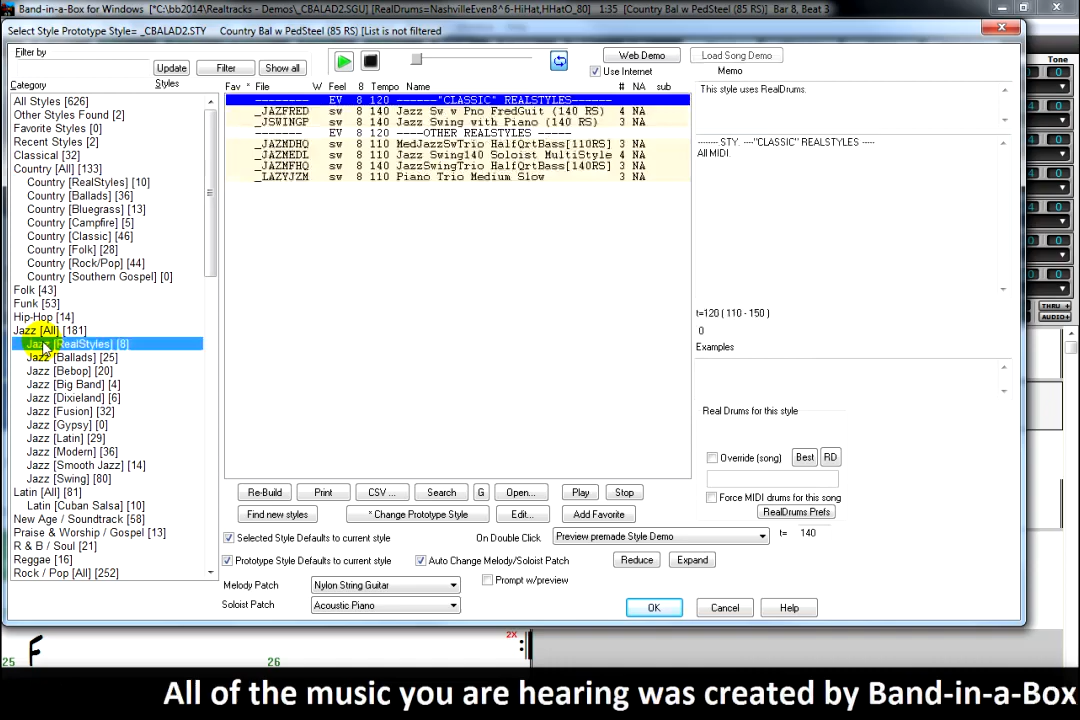 Band-in-a-Box for Windows [*C:\bb2014\Realtracks - Demos\_CBALAD2.SGU] [RealDrums=NashvilleEven8^6-HiHat,HHatO_80] 1:35 [Country Bal w PedSteel (85 RS)] Bar 8, Beat 3
Select Style Prototype Style= _CBALAD2.STY Country Bal w PedSteel (85 RS) [List is not filtered
Filter by
Update
Filter
Show all
Styles
Web Demo
Load Song Demo
Use Internet
Memo
Tone
Category
All Styles [626]
Other Styles Found [2]
Favorite Styles [0]
Recent Styles [2]
Classical [32]
Country [All] [133]
Country [RealStyles] [10]
Country [Ballads] [36]
Country [Bluegrass] [13]
Country [Campfire] [5]
Country [Classic] [46]
Country [Folk] [28]
Country [Rock/Pop] [44]
Country [Southern Gospel] [0]
Folk [43]
Funk [53]
Hip-Hop [14]
Jazz [All] [181]
Jazz [RealStyles] [8]
Jazz [Ballads] [25]
Jazz [Bebop] [20]
Jazz [Big Band] [4]
Jazz [Dixieland] [6]
Jazz [Fusion] [32]
Jazz [Gypsy] [0]
Jazz [Latin] [29]
Jazz [Modern] [36]
Jazz [Smooth Jazz] [14]
Jazz [Swing] [80]
Latin [All] [81]
Latin [Cuban Salsa] [10]
New Age / Soundtrack [58]
Praise & Worship / Gospel [13]
R & B / Soul [21]
Reggae [16]
Rock / Pop [All] [252]
Fav * File W Feel 8 Tempo Name # NA sub
-------- EV 8 120 ------"CLASSIC" REALSTYLES------
_JAZFRED sw 8 140 Jazz Sw w Pno FredGuit (140 RS) 4 NA
_JSWINGP sw 8 140 Jazz Swing with Piano (140 RS) 3 NA
-------- EV 8 120 ----OTHER REALSTYLES -----
_JAZMDHQ sw 8 110 MedJazzSwTrio HalfQrtBass[110RS] 3 NA
_JAZMEDL sw 8 140 Jazz Swing140 Soloist MultiStyle 4 NA
_JAZMFHQ sw 8 140 JazzSwingTrio HalfQrtBass[140RS] 3 NA
_LAZYJZM sw 8 110 Piano Trio Medium Slow 3 NA
This style uses RealDrums.
------- STY. ----"CLASSIC" REALSTYLES -----
All MIDI.
t=120 ( 110 - 150 )
0
Examples
Real Drums for this style
Override (song)
Best
RD
Force MIDI drums for this song
RealDrums Prefs
t= 140
THRU +
AUDIO+
Re-Build
Print
CSV ...
Search
G
Open...
Play
Stop
Find new styles
* Change Prototype Style
Edit...
Add Favorite
Selected Style Defaults to current style
On Double Click
Preview premade Style Demo
Prototype Style Defaults to current style
Auto Change Melody/Soloist Patch
Reduce
Expand
Melody Patch
Nylon String Guitar
Prompt w/preview
Soloist Patch
Acoustic Piano
OK
Cancel
Help
2X
F
25
26
All of the music you are hearing was created by Band-in-a-Box